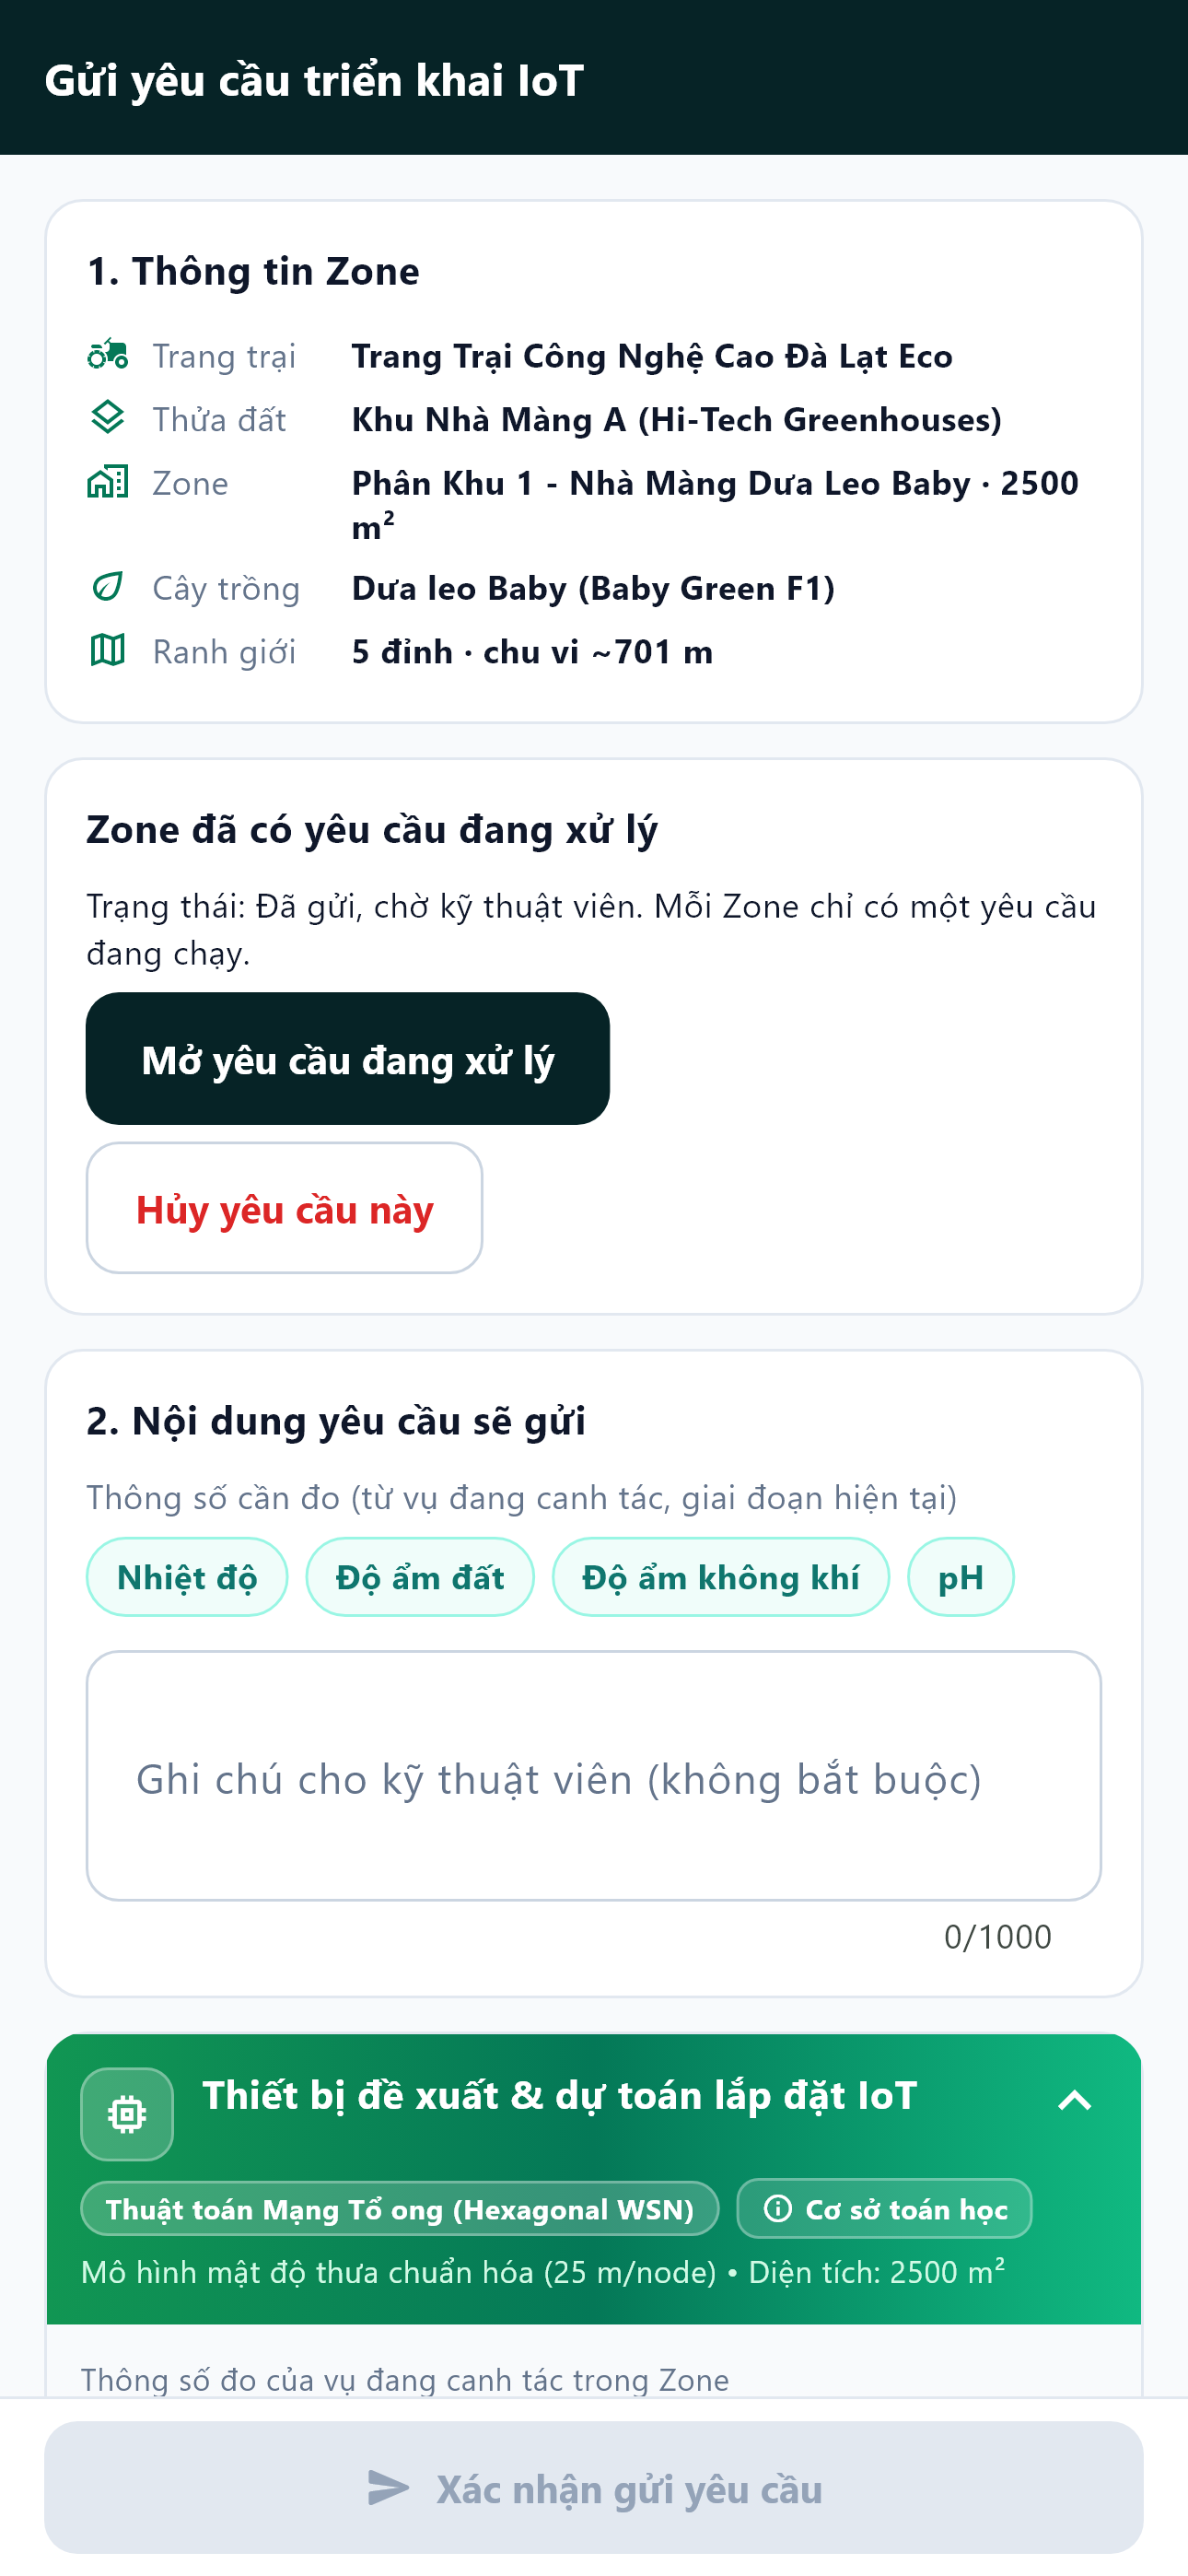 Gửi yêu cầu triển khai IoT
1. Thông tin Zone
Trang trại Trang Trại Công Nghệ Cao Đà Lạt Eco
Thửa đất Khu Nhà Màng A (Hi-Tech Greenhouses)
Zone Phân Khu 1 - Nhà Màng Dưa Leo Baby · 2500
m²
Cây trồng Dưa leo Baby (Baby Green F1)
Ranh giới 5 đỉnh · chu vi ~701 m
Zone đã có yêu cầu đang xử lý
Trạng thái: Đã gửi, chờ kỹ thuật viên. Mỗi Zone chỉ có một yêu cầu
đang chạy.
Mở yêu cầu đang xử lý
Hủy yêu cầu này
2. Nội dung yêu cầu sẽ gửi
Thông số cần đo (từ vụ đang canh tác, giai đoạn hiện tại)
Nhiệt độ Độ ẩm đất Độ ẩm không khí pH
Ghi chú cho kỹ thuật viên (không bắt buộc)
0/1000
Thiết bị đề xuất & dự toán lắp đặt IoT
Thuật toán Mạng Tổ ong (Hexagonal WSN) Cơ sở toán học
Mô hình mật độ thưa chuẩn hóa (25 m/node) • Diện tích: 2500 m²
Thông số đo của vụ đang canh tác trong Zone
Xác nhận gửi yêu cầu